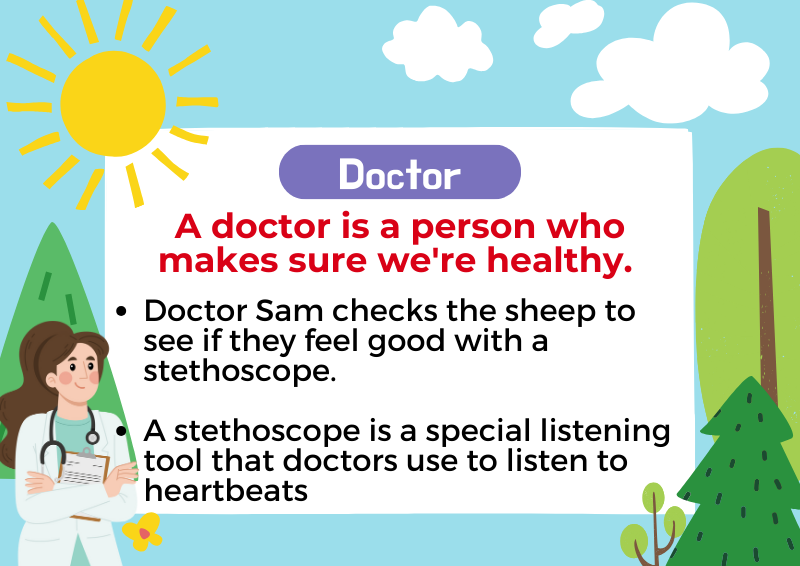 Doctor
A doctor is a person who
makes sure we're healthy.
• Doctor Sam checks the sheep to
see if they feel good with a
stethoscope.
• A stethoscope is a special listening
tool that doctors use to listen to
heartbeats